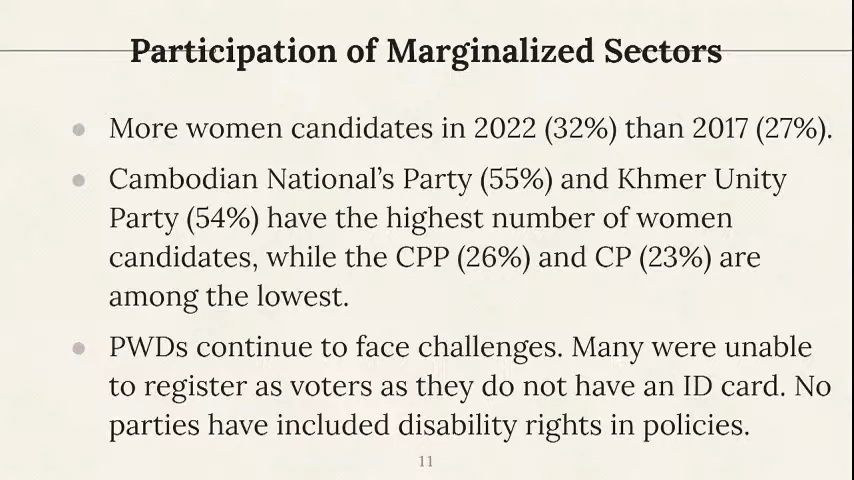 Participation of Marginalized Sectors
More women candidates in 2022 (32%) than 2017 (27%).
Cambodian National’s Party (55%) and Khmer Unity
Party (54%) have the highest number of women
candidates, while the CPP (26%) and CP (23%) are
among the lowest.
PWDs continue to face challenges. Many were unable
to register as voters as they do not have an ID card. No
parties have included disability rights in policies.
11